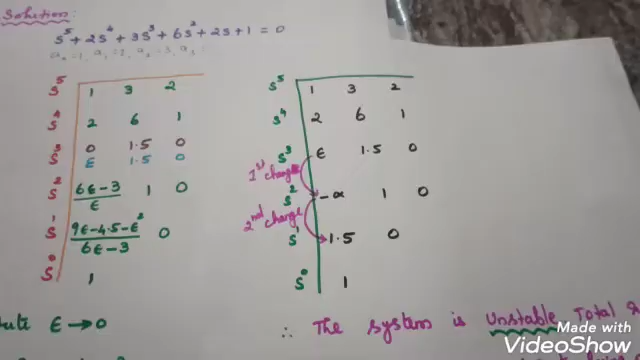 Solution:
s⁵ + 2s⁴ + 3s³ + 6s² + 2s + 1 = 0
s⁵ 1 3 2
s⁴ 2 6 1
s³ 0 1.5 0
ε 1.5 0
s² (6ε-3)/ε 1 0
s¹ (9ε-4.5-ε²)/(6ε-3) 0
s⁰ 1
ε→0
s⁵ 1 3 2
s⁴ 2 6 1
s³ ε 1.5 0
1st change
s² -α 1 0
2nd change
s¹ 1.5 0
s⁰ 1
∴ The system is Unstable Total
Made with
VideoShow